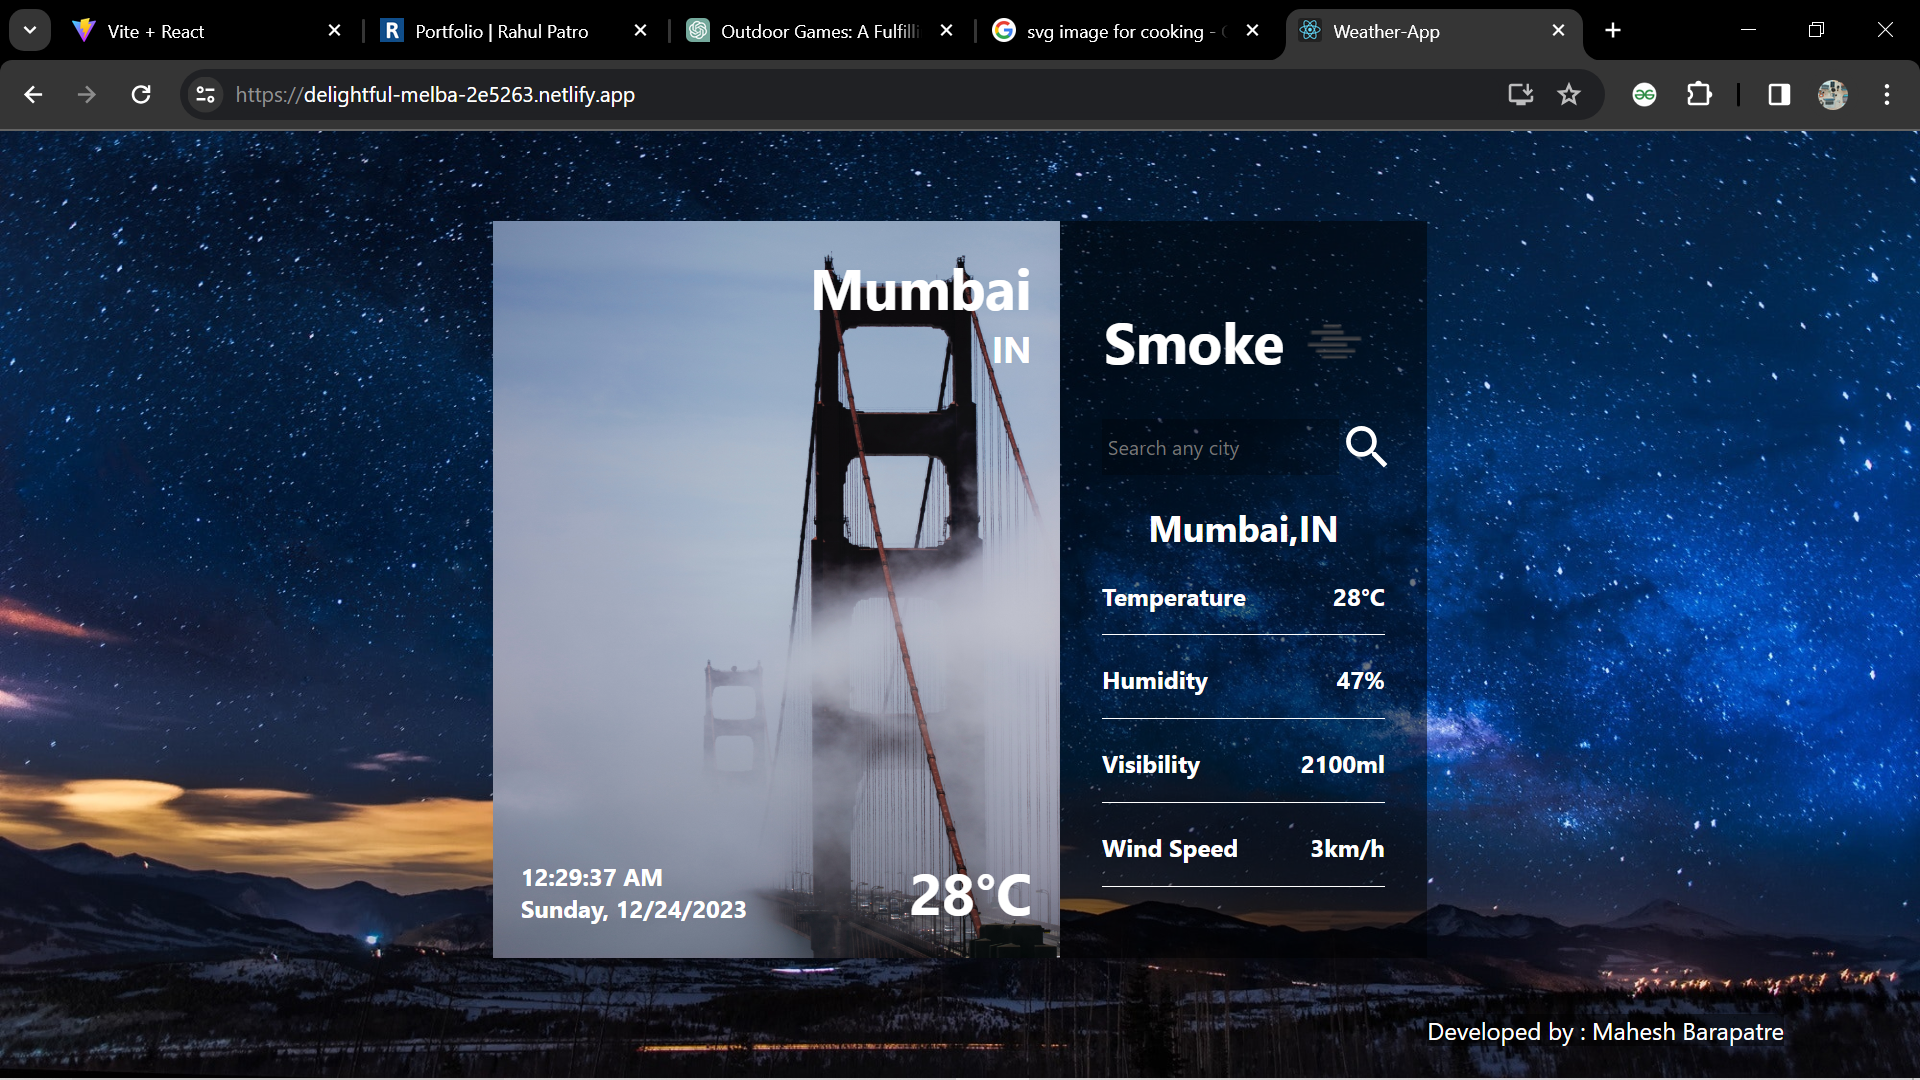 Vite + React
Portfolio | Rahul Patro
Outdoor Games: A Fulfilli
svg image for cooking -
Weather-App
https://delightful-melba-2e5263.netlify.app
Mumbai
IN
12:29:37 AM
Sunday, 12/24/2023
28°C
Smoke
Search any city
Mumbai,IN
Temperature 28°C
Humidity 47%
Visibility 2100ml
Wind Speed 3km/h
Developed by : Mahesh Barapatre